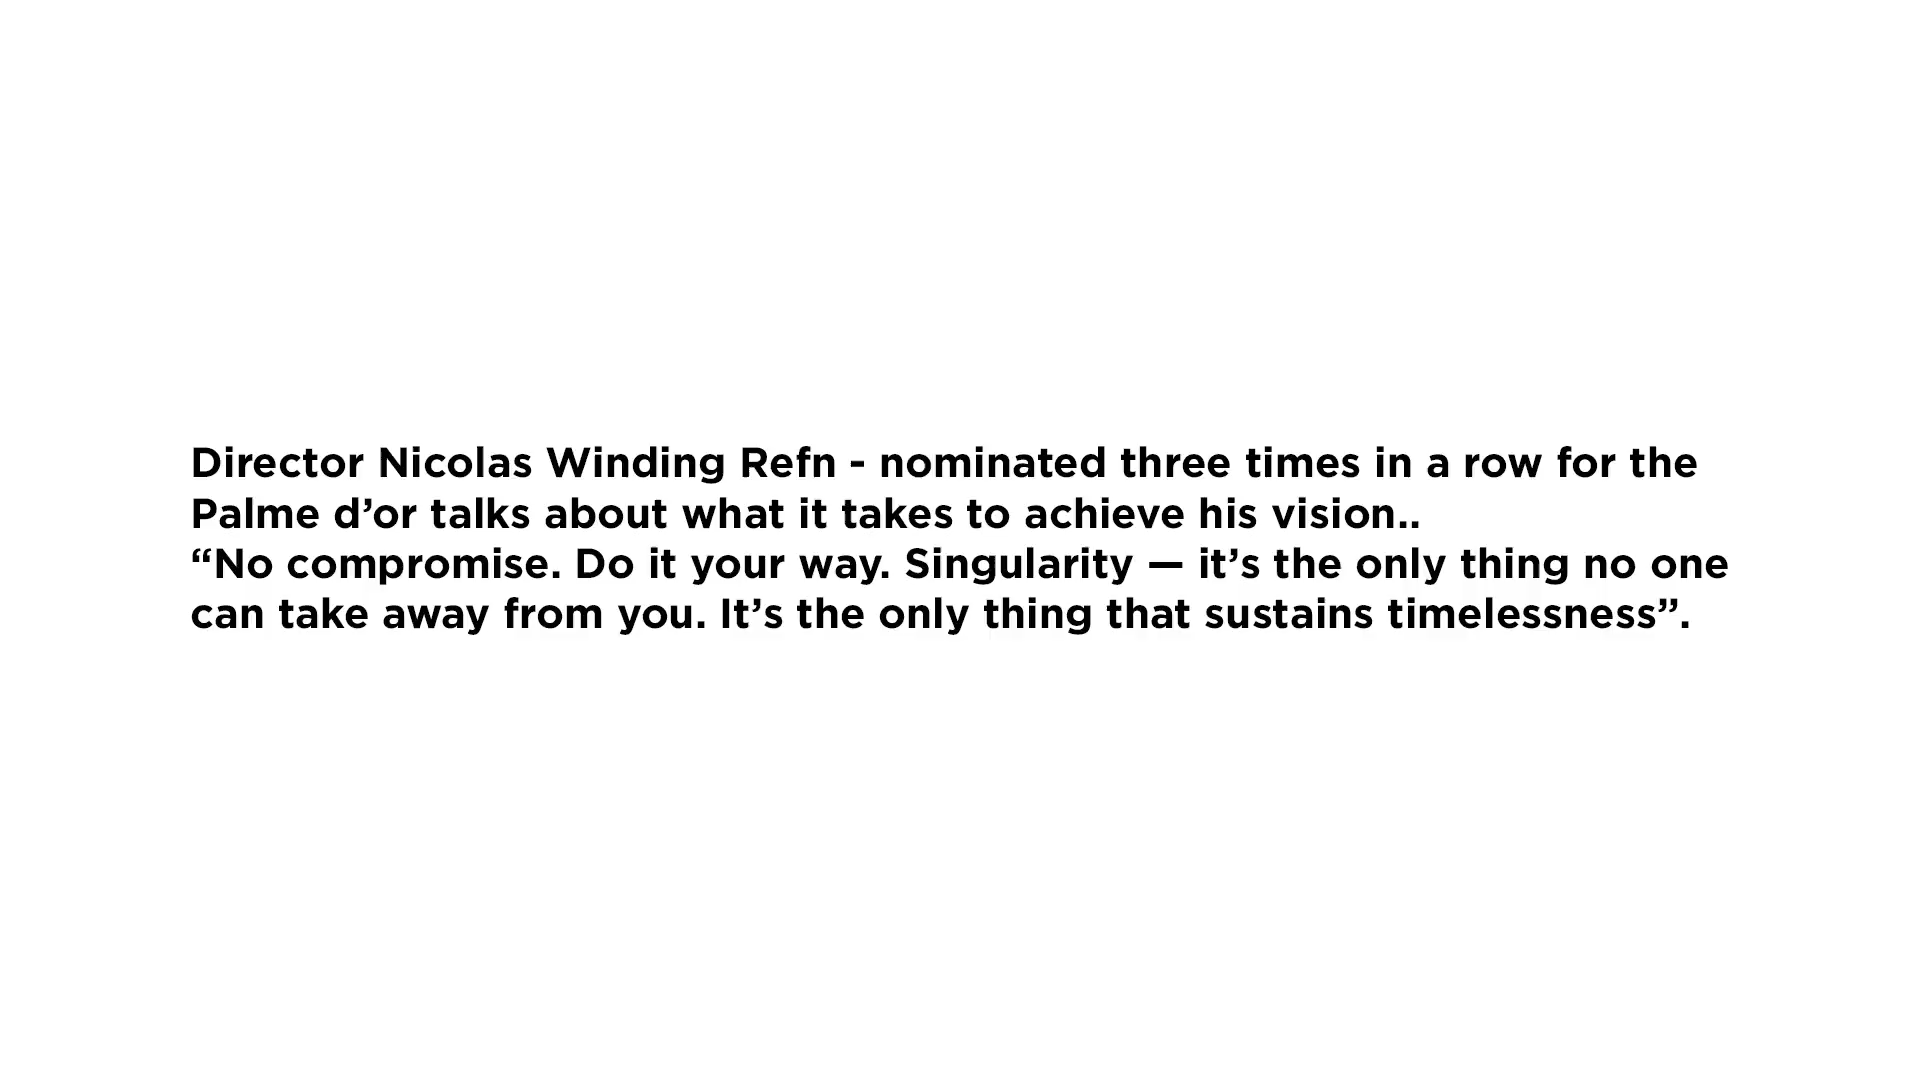 Director Nicolas Winding Refn - nominated three times in a row for the
Palme d’or talks about what it takes to achieve his vision..
“No compromise. Do it your way. Singularity — it’s the only thing no one
can take away from you. It’s the only thing that sustains timelessness”.